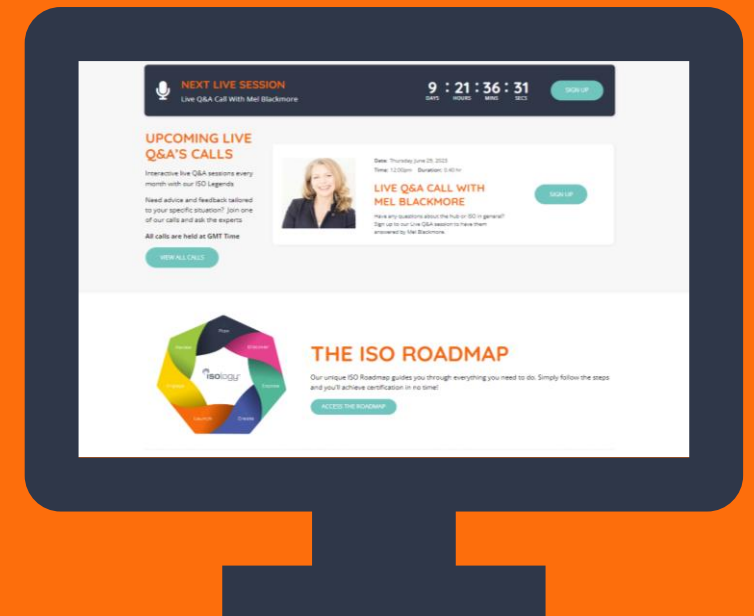 NEXT LIVE SESSION
Live Q&A Call With Mel Blackmore
9 : 21 : 36 : 31
DAYS HOURS MINS SECS
SIGN UP
UPCOMING LIVE
Q&A'S CALLS
Interactive live Q&A sessions every
month with our ISO Legends
Need advice and feedback tailored
to your specific situation? Join one
of our calls and ask the experts
All calls are held at GMT Time
VIEW ALL CALLS
Date: Thursday June 29, 2023
Time: 12:00pm Duration: 0:40 hr
LIVE Q&A CALL WITH
MEL BLACKMORE
Have any questions about the hub or ISO in general?
Sign up to our Live Q&A session to have them
answered by Mel Blackmore.
SIGN UP
Plan
Discover
Review
isology
Create
Launch
THE ISO ROADMAP
Our unique ISO Roadmap guides you through everything you need to do. Simply follow the steps
and you'll achieve certification in no time!
ACCESS THE ROADMAP